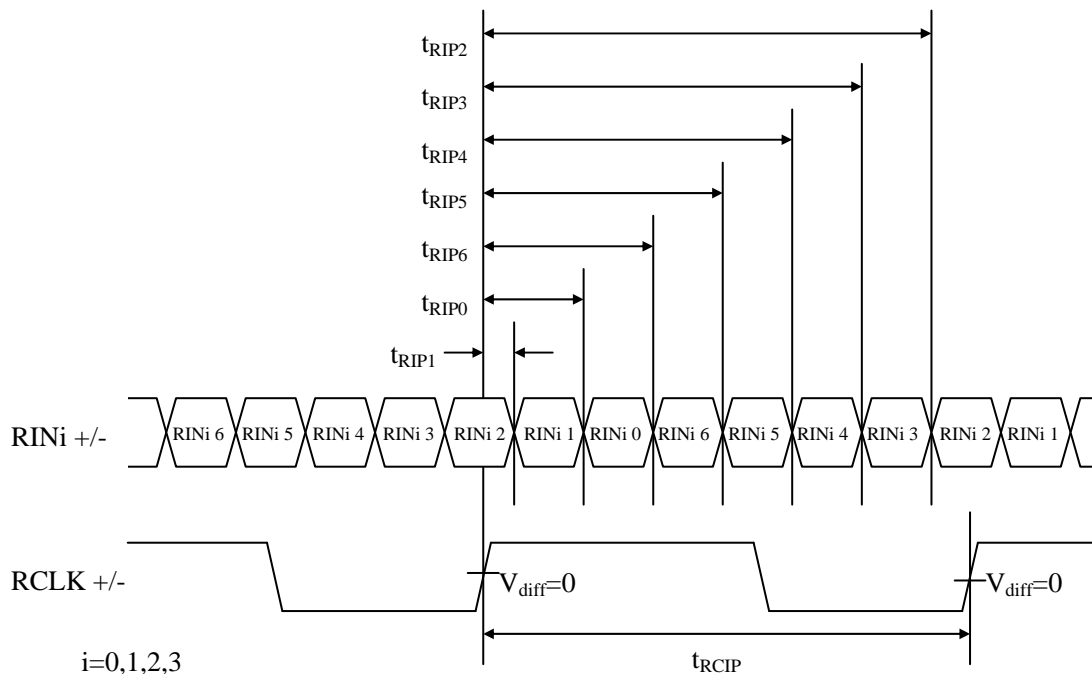 tRIP2
tRIP3
tRIP4
tRIP5
tRIP6
tRIP0
tRIP1
RINi +/-
RINi 6 RINi 5 RINi 4 RINi 3 RINi 2 RINi 1 RINi 0 RINi 6 RINi 5 RINi 4 RINi 3 RINi 2 RINi 1
RCLK +/-
Vdiff=0 Vdiff=0
tRCIP
i=0,1,2,3